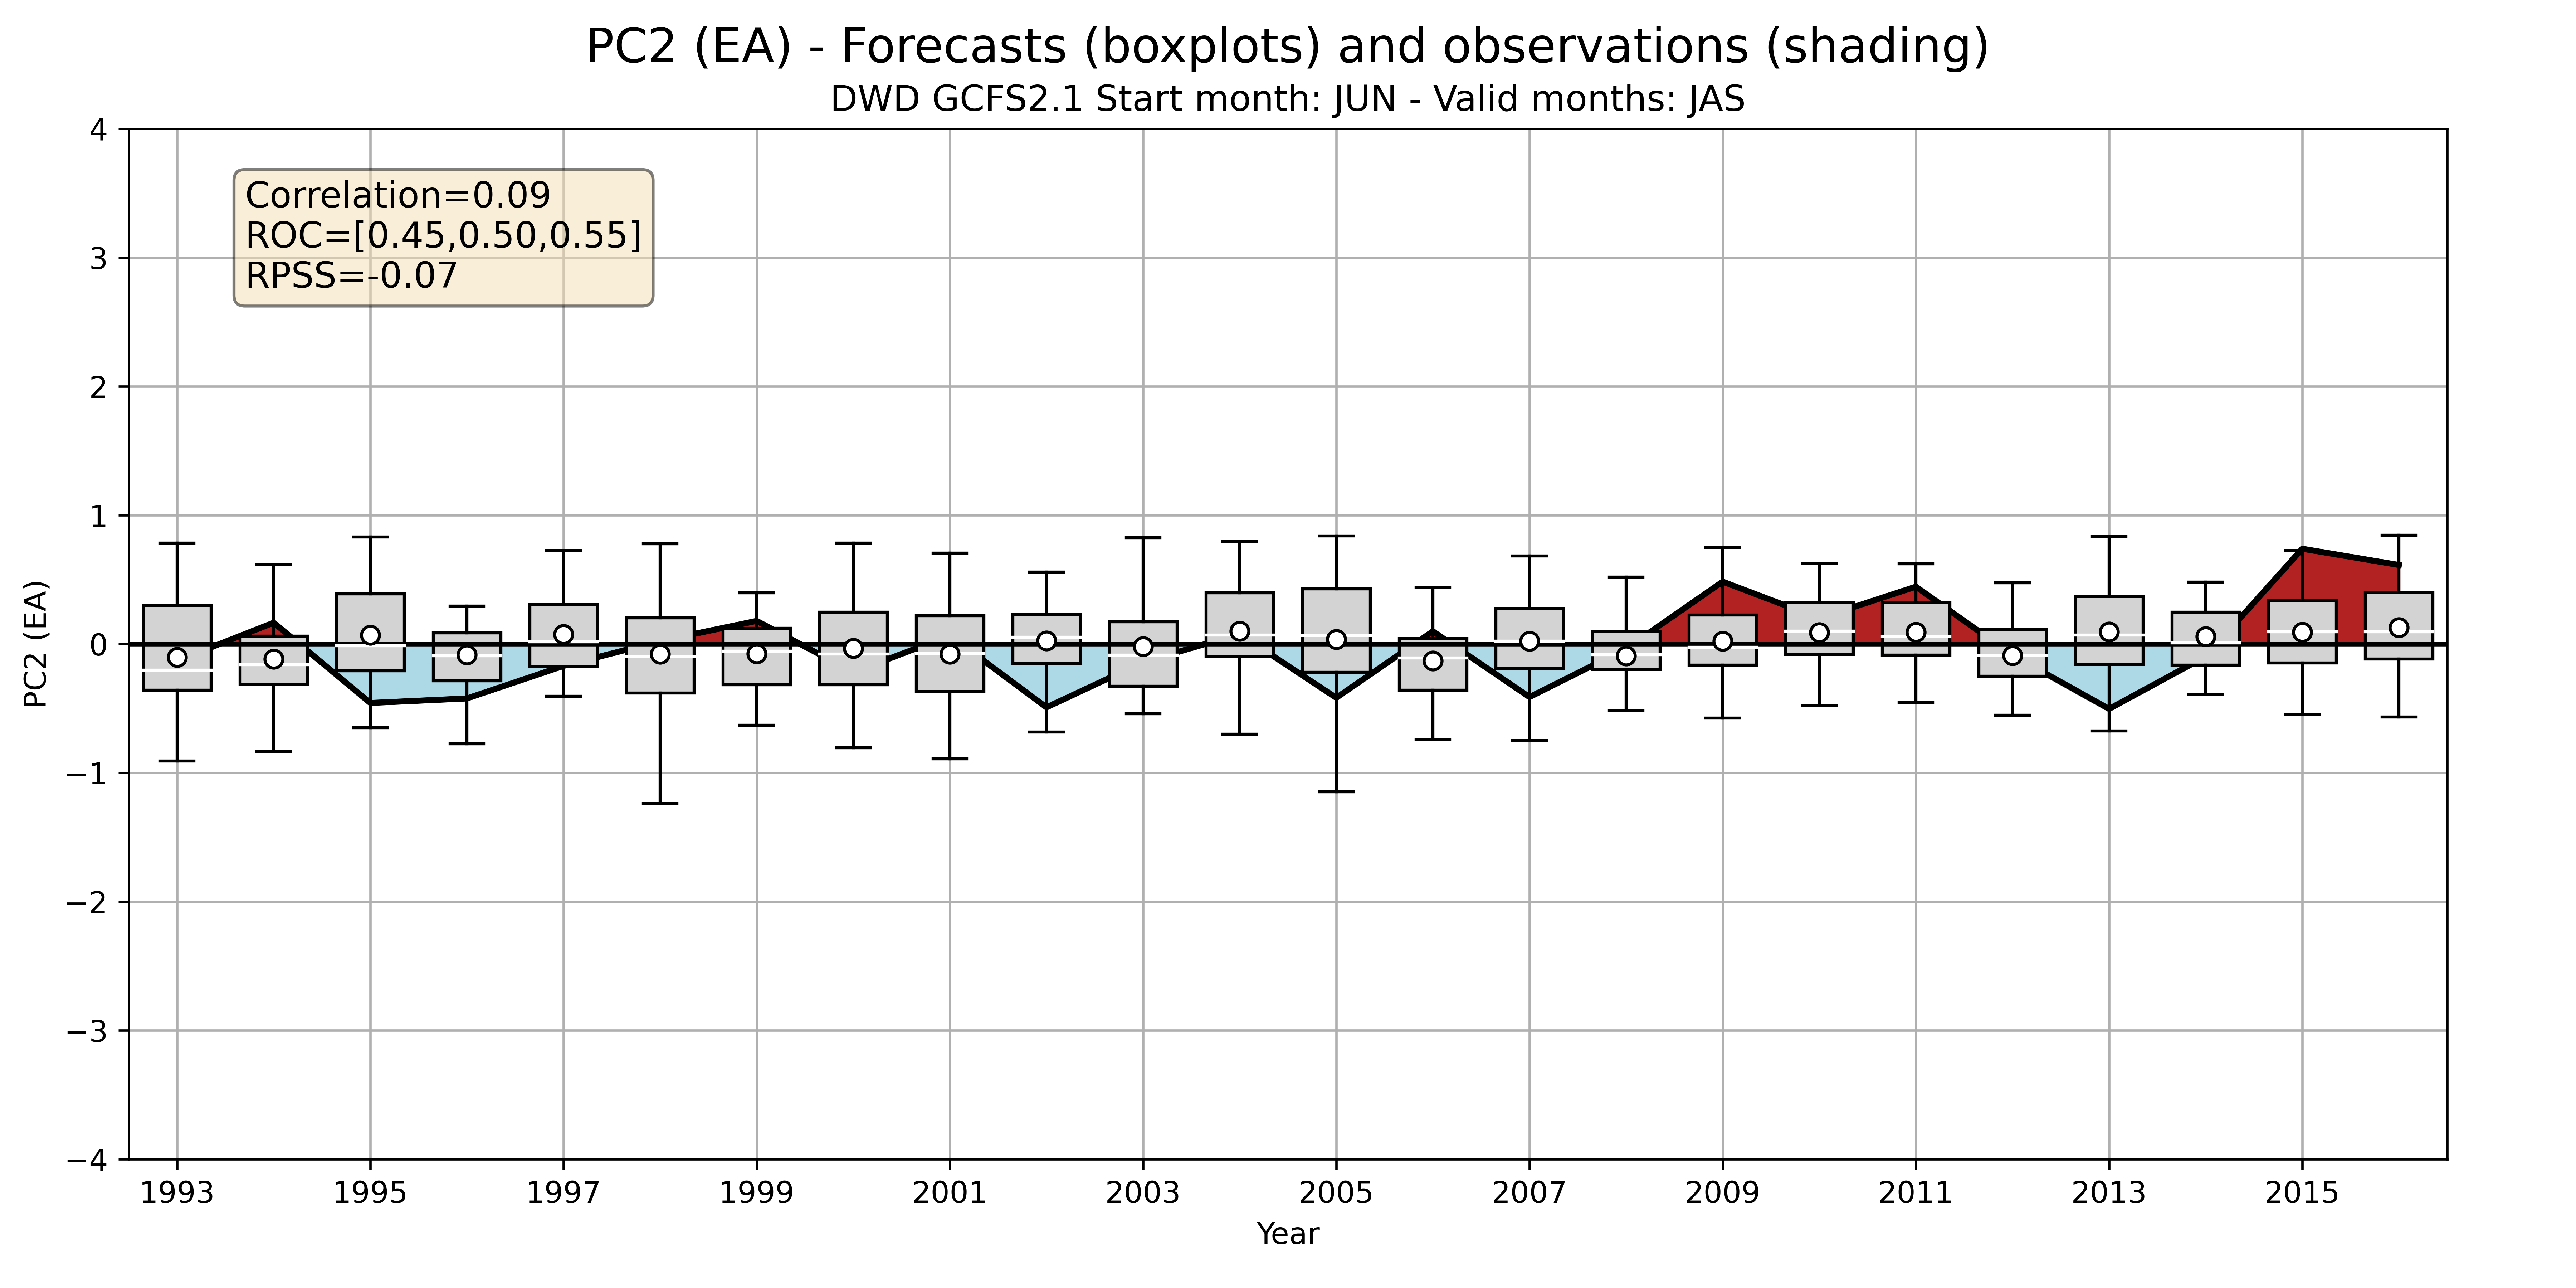 PC2 (EA) - Forecasts (boxplots) and observations (shading)
DWD GCFS2.1 Start month: JUN - Valid months: JAS
Correlation=0.09
ROC=[0.45,0.50,0.55]
RPSS=-0.07
PC2 (EA)
4
3
2
1
0
−1
−2
−3
−4
1993 1995 1997 1999 2001 2003 2005 2007 2009 2011 2013 2015
Year